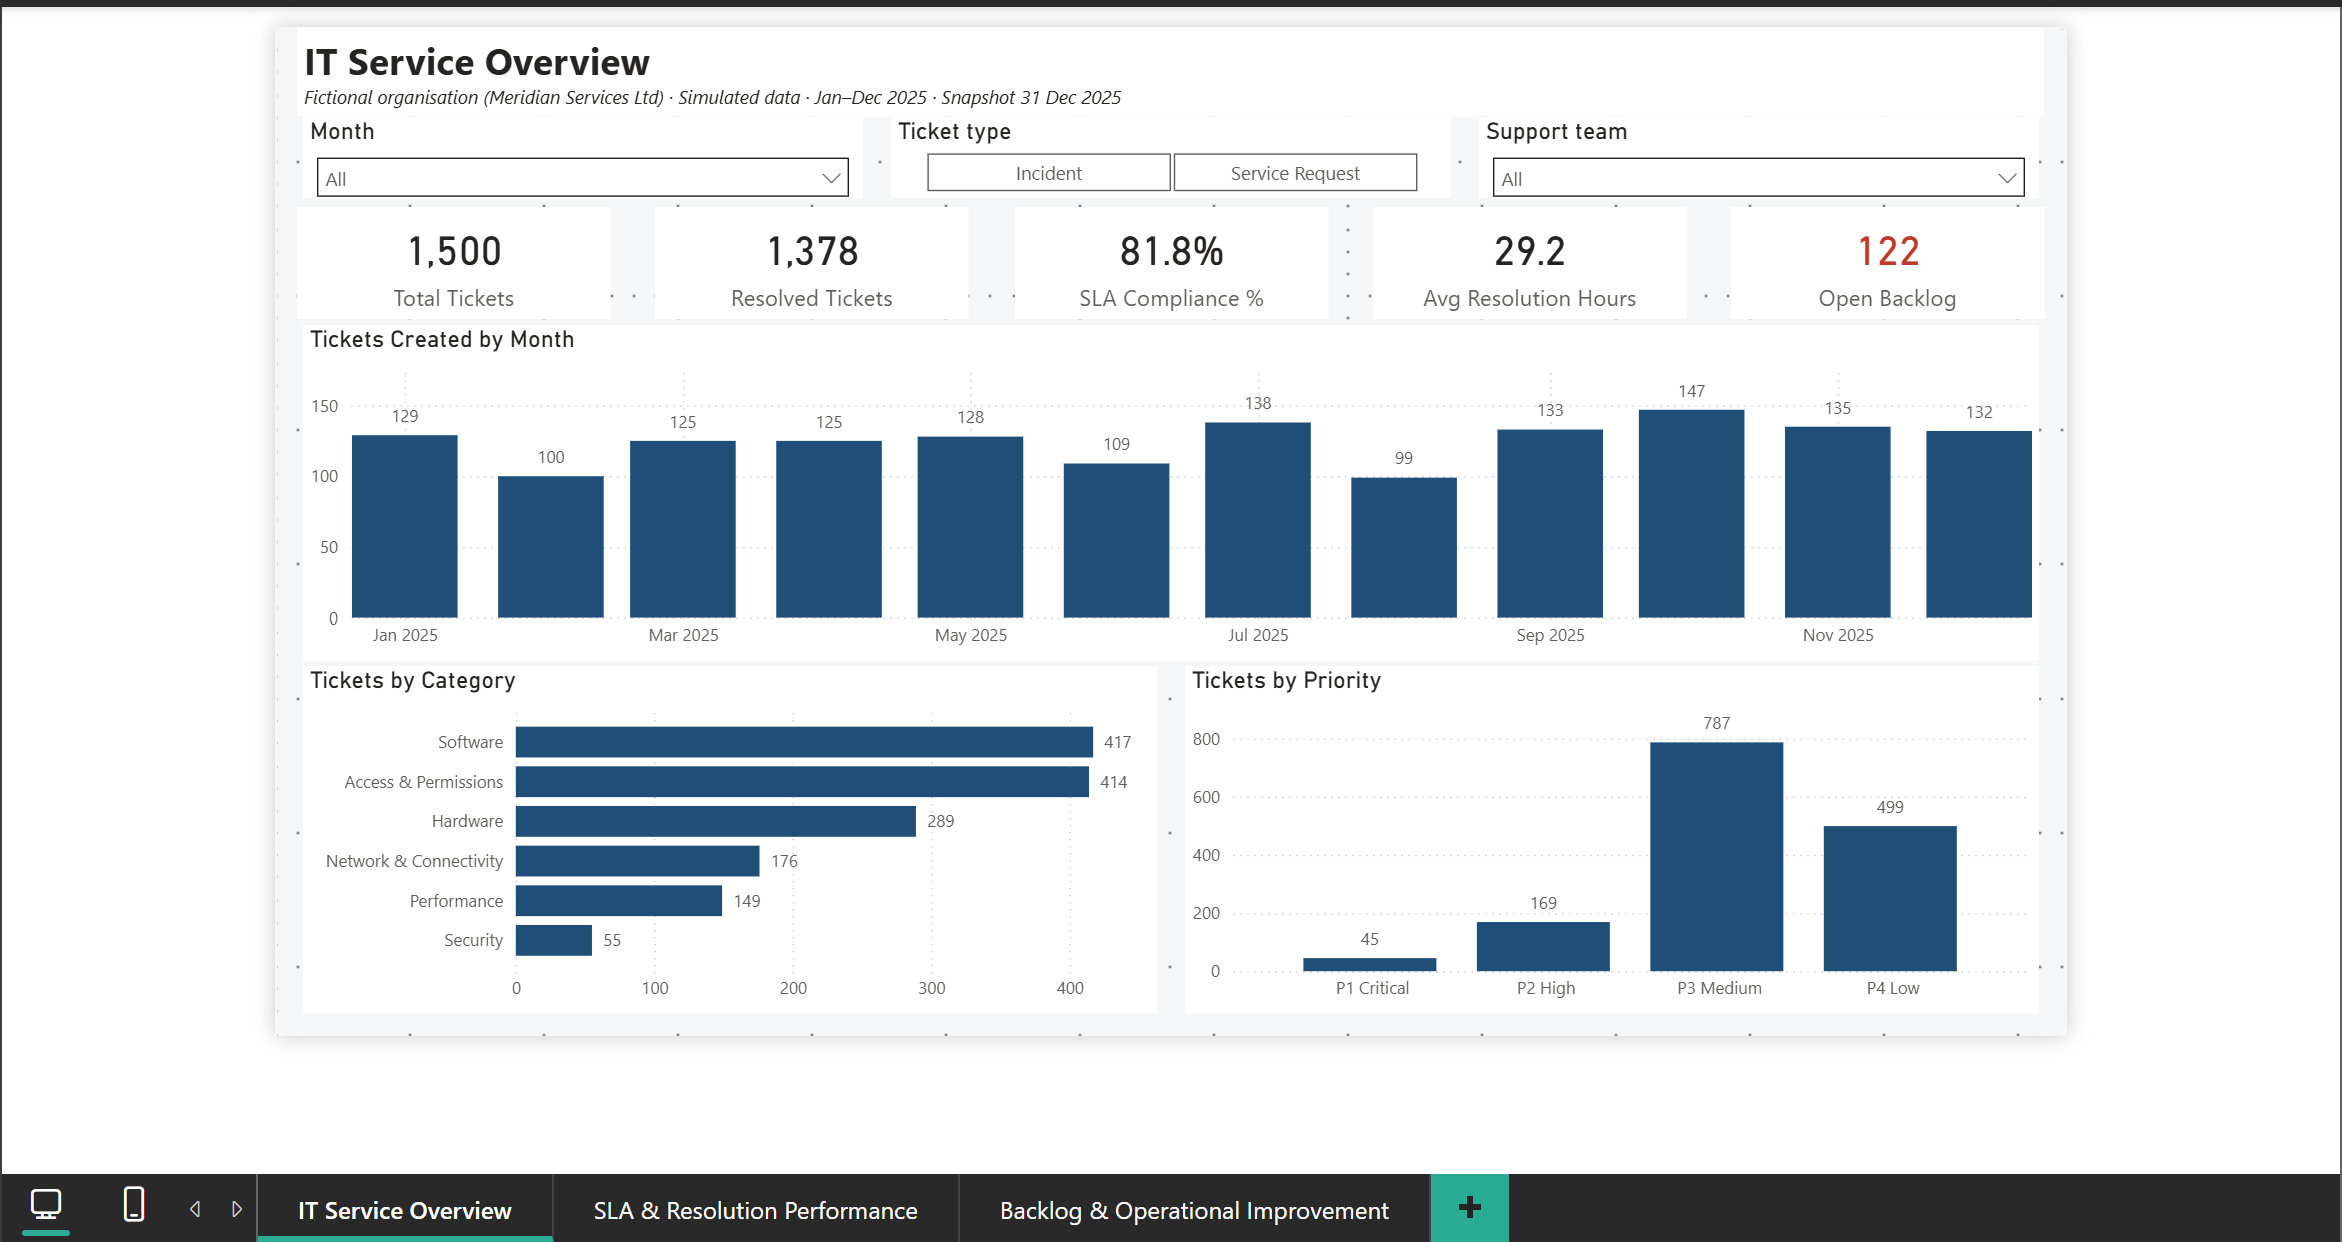 IT Service Overview
Fictional organisation (Meridian Services Ltd) · Simulated data · Jan–Dec 2025 · Snapshot 31 Dec 2025
Month
Ticket type
Support team
All
Incident
Service Request
All
1,500
1,378
81.8%
29.2
122
Total Tickets
Resolved Tickets
SLA Compliance %
Avg Resolution Hours
Open Backlog
Tickets Created by Month
150
100
50
0
129
100
125
125
128
109
138
99
133
147
135
132
Jan 2025
Mar 2025
May 2025
Jul 2025
Sep 2025
Nov 2025
Tickets by Category
Software 417
Access & Permissions 414
Hardware 289
Network & Connectivity 176
Performance 149
Security 55
0 100 200 300 400
Tickets by Priority
800
600
400
200
0
45
169
787
499
P1 Critical
P2 High
P3 Medium
P4 Low
IT Service Overview
SLA & Resolution Performance
Backlog & Operational Improvement